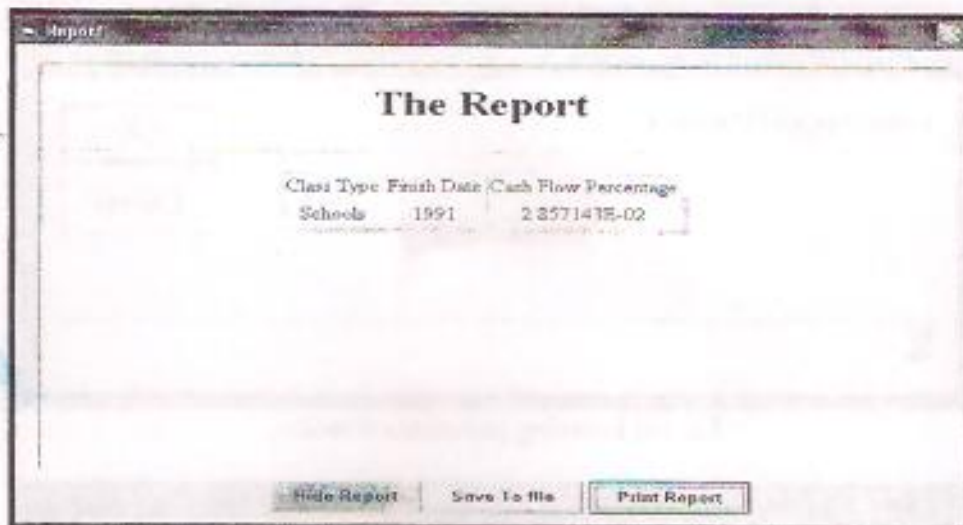 Report
The Report
Class Type Finish Date Cash Flow Percentage
Schools 1991 2.857143E-02
Hide Report Save To file Print Report